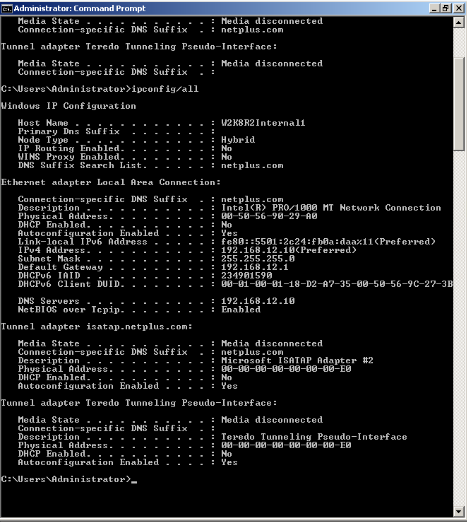 Administrator: Command Prompt
Media State . . . . . . . . . . . : Media disconnected
Connection-specific DNS Suffix  . : netplus.com
Tunnel adapter Teredo Tunneling Pseudo-Interface:
Media State . . . . . . . . . . . : Media disconnected
Connection-specific DNS Suffix  . :
C:\Users\Administrator>ipconfig/all
Windows IP Configuration
Host Name . . . . . . . . . . . . : W2K8R2Internal1
Primary Dns Suffix  . . . . . . . :
Node Type . . . . . . . . . . . . : Hybrid
IP Routing Enabled. . . . . . . . : No
WINS Proxy Enabled. . . . . . . . : No
DNS Suffix Search List. . . . . . : netplus.com
Ethernet adapter Local Area Connection:
Connection-specific DNS Suffix  . : netplus.com
Description . . . . . . . . . . . : Intel(R) PRO/1000 MT Network Connection
Physical Address. . . . . . . . . : 00-50-56-90-29-A0
DHCP Enabled. . . . . . . . . . . : No
Autoconfiguration Enabled . . . . : Yes
Link-local IPv6 Address . . . . . : fe80::5501:2c24:fb0a:daax11(Preferred)
IPv4 Address. . . . . . . . . . . : 192.168.12.10(Preferred)
Subnet Mask . . . . . . . . . . . : 255.255.255.0
Default Gateway . . . . . . . . . : 192.168.12.1
DHCPv6 IAID . . . . . . . . . . . : 234901590
DHCPv6 Client DUID. . . . . . . . : 00-01-00-01-18-D2-A7-35-00-50-56-9C-27-3B
DNS Servers . . . . . . . . . . . : 192.168.12.10
NetBIOS over Tcpip. . . . . . . . : Enabled
Tunnel adapter isatap.netplus.com:
Media State . . . . . . . . . . . : Media disconnected
Connection-specific DNS Suffix  . : netplus.com
Description . . . . . . . . . . . : Microsoft ISATAP Adapter #2
Physical Address. . . . . . . . . : 00-00-00-00-00-00-00-E0
DHCP Enabled. . . . . . . . . . . : No
Autoconfiguration Enabled . . . . : Yes
Tunnel adapter Teredo Tunneling Pseudo-Interface:
Media State . . . . . . . . . . . : Media disconnected
Connection-specific DNS Suffix  . :
Description . . . . . . . . . . . : Teredo Tunneling Pseudo-Interface
Physical Address. . . . . . . . . : 00-00-00-00-00-00-00-E0
DHCP Enabled. . . . . . . . . . . : No
Autoconfiguration Enabled . . . . : Yes
C:\Users\Administrator>_